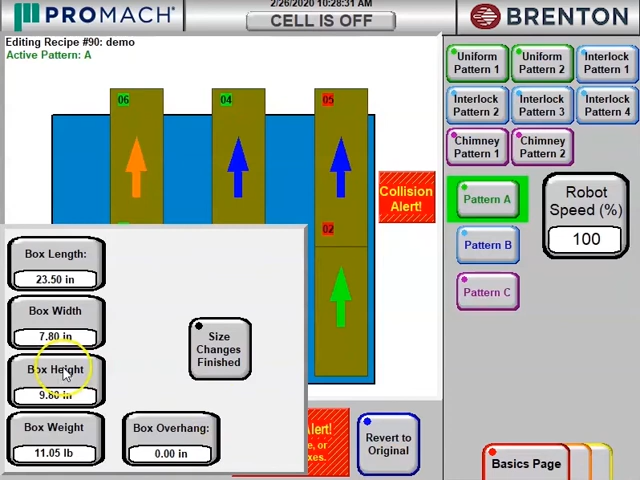 PROMACH
2/26/2020 10:28:31 AM
CELL IS OFF
BRENTON
Editing Recipe #90: demo
Active Pattern: A
06
04
05
02
Collision
Alert!
Uniform
Pattern 1
Uniform
Pattern 2
Interlock
Pattern 1
Interlock
Pattern 2
Interlock
Pattern 3
Interlock
Pattern 4
Chimney
Pattern 1
Chimney
Pattern 2
Pattern A
Pattern B
Pattern C
Robot
Speed (%)
100
Box Length:
23.50 in
Box Width
7.80 in
Box Height
9.80 in
Box Weight
11.05 lb
Box Overhang:
0.00 in
Size
Changes
Finished
Alert!
e, or
xes.
Revert to
Original
Basics Page